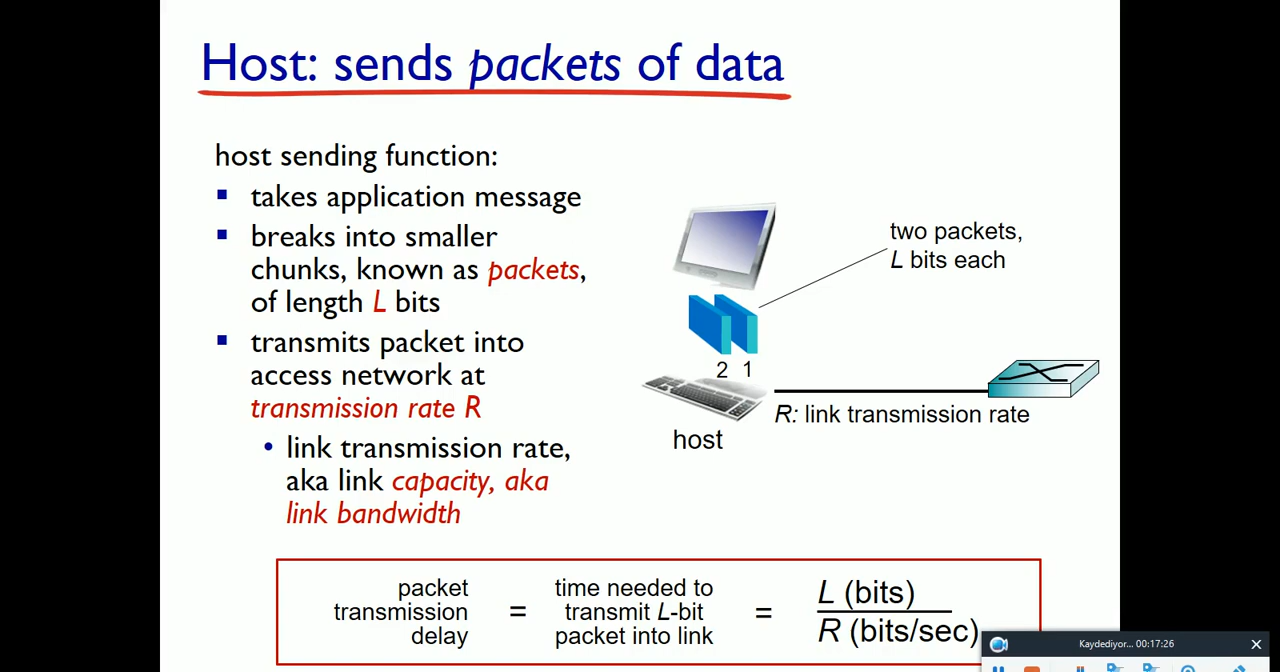 Host: sends packets of data
host sending function:
▪ takes application message
▪ breaks into smaller
chunks, known as packets,
of length L bits
▪ transmits packet into
access network at
transmission rate R
• link transmission rate,
aka link capacity, aka
link bandwidth
two packets,
L bits each
2 1
R: link transmission rate
host
packet
transmission
delay
=
time needed to
transmit L-bit
packet into link
=
L (bits)
R (bits/sec)
Kaydediyor... 00:17:26